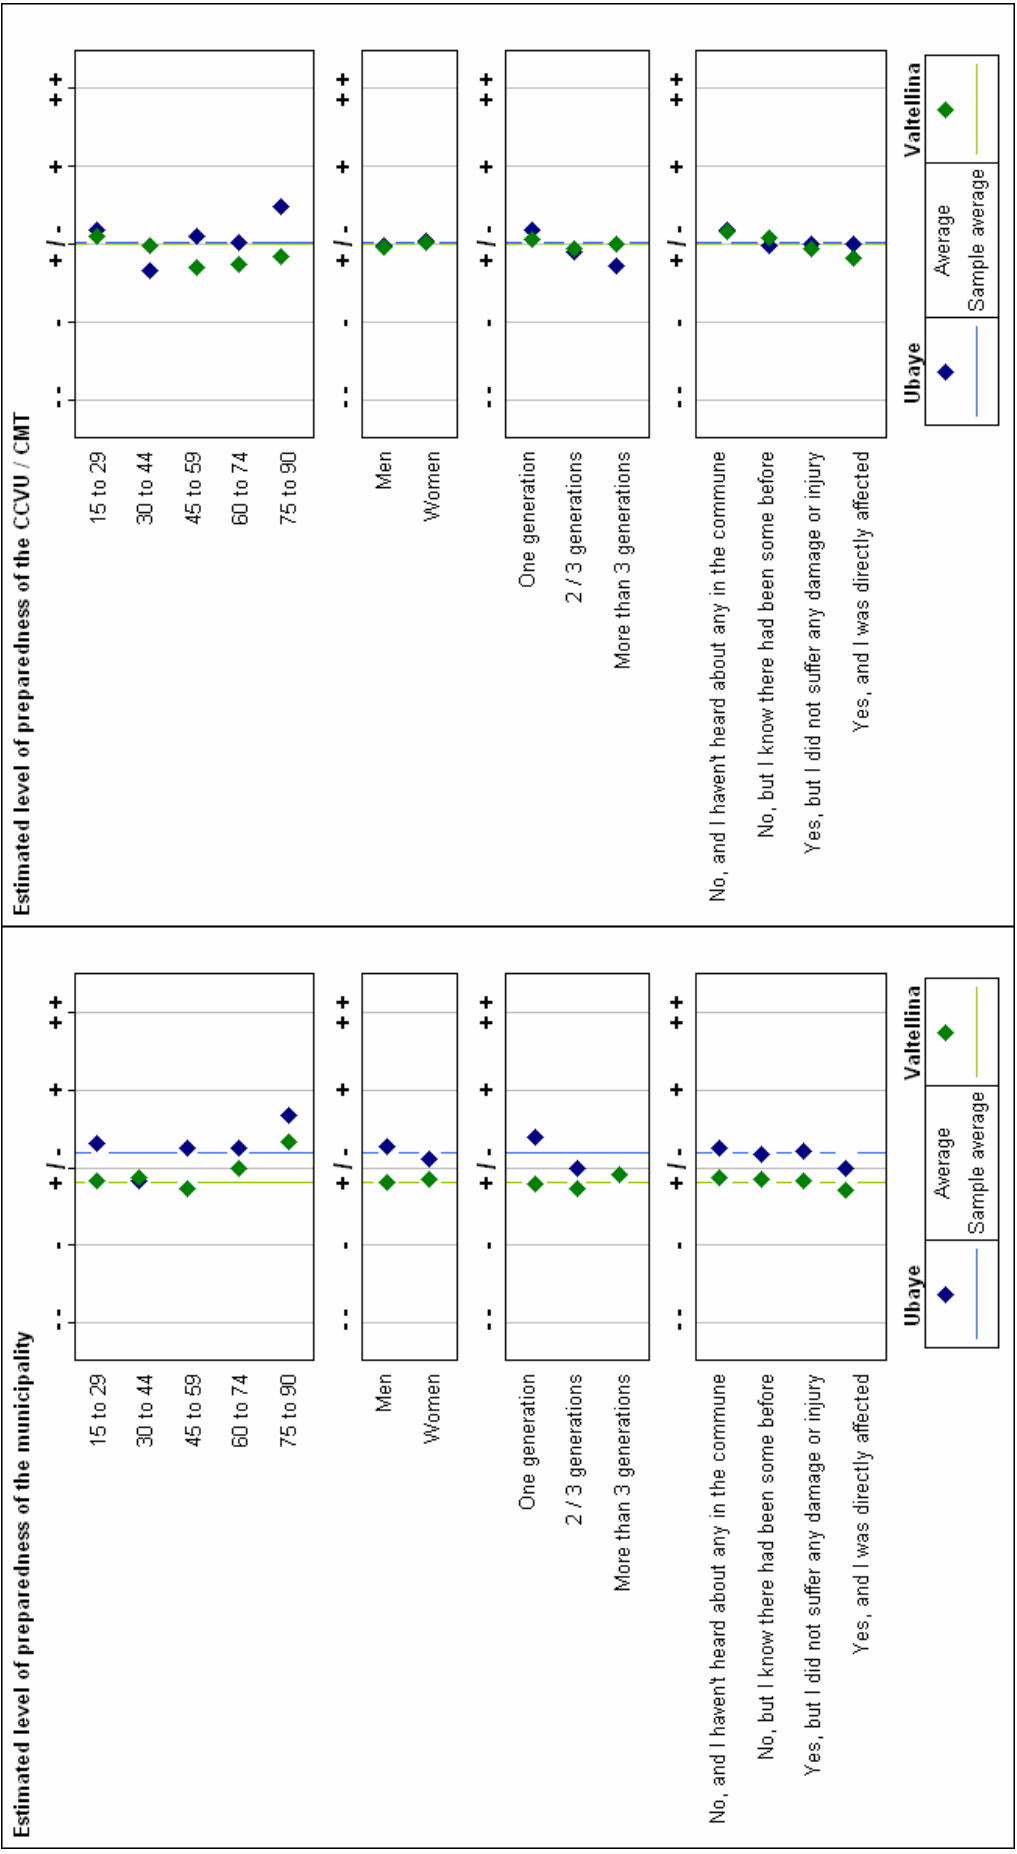 Estimated level of preparedness of the municipality
-- - +/- + ++
15 to 29
30 to 44
45 to 59
60 to 74
75 to 90
-- - +/- + ++
Men
Women
-- - +/- + ++
One generation
2 / 3 generations
More than 3 generations
-- - +/- + ++
No, and I haven't heard about any in the commune
No, but I know there had been some before
Yes, but I did not suffer any damage or injury
Yes, and I was directly affected
Ubaye Valtellina
Average
Sample average
Estimated level of preparedness of the CCVU / CMT
-- - +/- + ++
15 to 29
30 to 44
45 to 59
60 to 74
75 to 90
-- - +/- + ++
Men
Women
-- - +/- + ++
One generation
2 / 3 generations
More than 3 generations
-- - +/- + ++
No, and I haven't heard about any in the commune
No, but I know there had been some before
Yes, but I did not suffer any damage or injury
Yes, and I was directly affected
Ubaye Valtellina
Average
Sample average